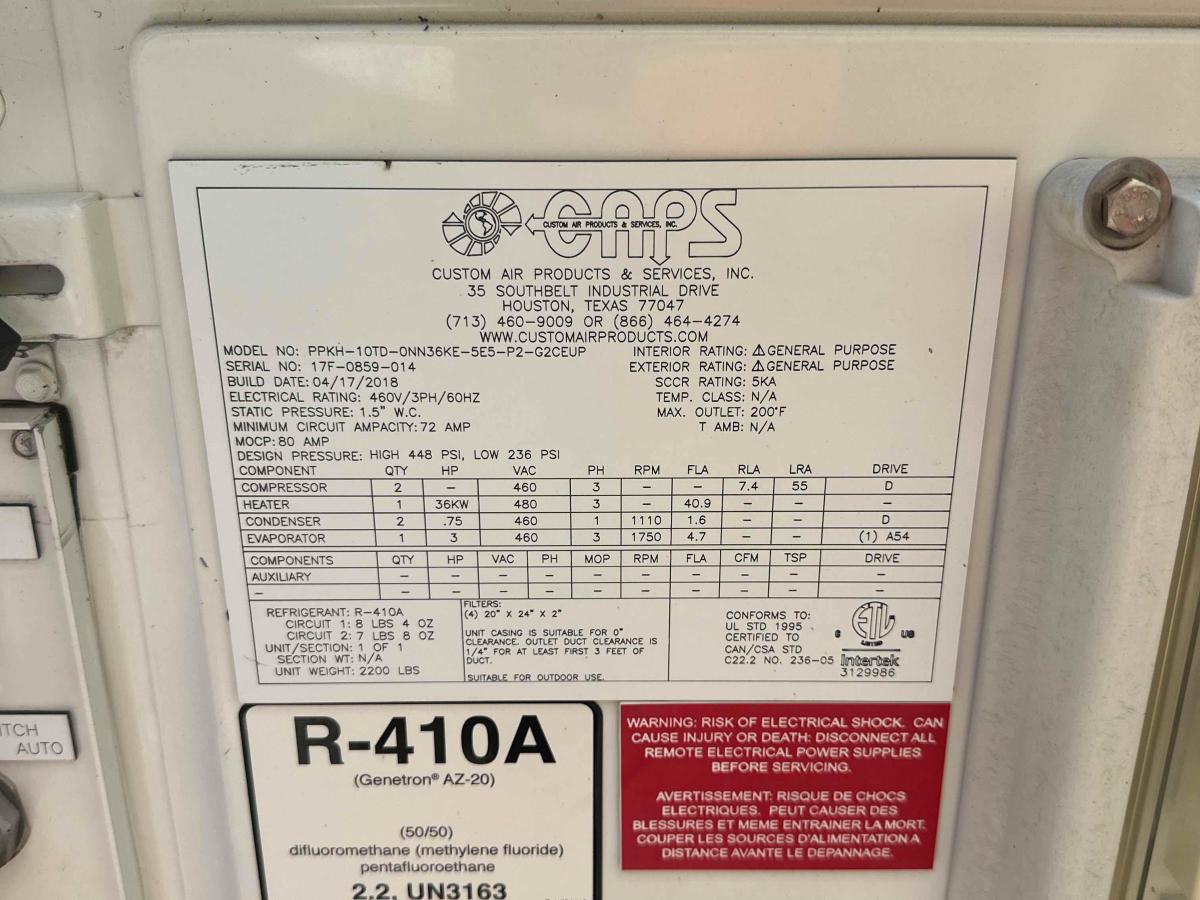 CAPS
CUSTOM AIR PRODUCTS & SERVICES, INC.
CUSTOM AIR PRODUCTS & SERVICES, INC.
35 SOUTHBELT INDUSTRIAL DRIVE
HOUSTON, TEXAS 77047
(713) 460-9009 OR (866) 464-4274
WWW.CUSTOMAIRPRODUCTS.COM
MODEL NO: PPKH-10TD-0NN36KE-5E5-P2-G2CEUP
SERIAL NO: 17F-0859-014
BUILD DATE: 04/17/2018
ELECTRICAL RATING: 460V/3PH/60HZ
STATIC PRESSURE: 1.5" W.C.
MINIMUM CIRCUIT AMPACITY: 72 AMP
MOCP: 80 AMP
DESIGN PRESSURE: HIGH 448 PSI, LOW 236 PSI
INTERIOR RATING: ⚠GENERAL PURPOSE
EXTERIOR RATING: ⚠GENERAL PURPOSE
SCCR RATING: 5KA
TEMP. CLASS: N/A
MAX. OUTLET: 200°F
T AMB: N/A
COMPONENT QTY HP VAC PH RPM FLA RLA LRA DRIVE
COMPRESSOR 2 - 460 3 - - 7.4 55 D
HEATER 1 36KW 480 3 - 40.9 - - -
CONDENSER 2 .75 460 1 1110 1.6 - - D
EVAPORATOR 1 3 460 3 1750 4.7 - - (1) A54
COMPONENTS QTY HP VAC PH MOP RPM FLA CFM TSP DRIVE
AUXILIARY - - - - - - - - - -
- - - - - - - - - - -
REFRIGERANT: R-410A
CIRCUIT 1: 8 LBS 4 OZ
CIRCUIT 2: 7 LBS 8 OZ
UNIT/SECTION: 1 OF 1
SECTION WT: N/A
UNIT WEIGHT: 2200 LBS
FILTERS:
(4) 20" X 24" X 2"
UNIT CASING IS SUITABLE FOR 0"
CLEARANCE. OUTLET DUCT CLEARANCE IS
1/4" FOR AT LEAST FIRST 3 FEET OF
DUCT.
SUITABLE FOR OUTDOOR USE.
CONFORMS TO:
UL STD 1995
CERTIFIED TO
CAN/CSA STD
C22.2 NO. 236-05
ETL
C US
LISTED
Intertek
3129986
ITCH
AUTO
R-410A
(Genetron® AZ-20)
(50/50)
difluoromethane (methylene fluoride)
pentafluoroethane
2.2, UN3163
WARNING: RISK OF ELECTRICAL SHOCK. CAN
CAUSE INJURY OR DEATH: DISCONNECT ALL
REMOTE ELECTRICAL POWER SUPPLIES
BEFORE SERVICING.
AVERTISSEMENT: RISQUE DE CHOCS
ELECTRIQUES. PEUT CAUSER DES
BLESSURES ET MEME ENTRAINER LA MORT.
COUPER LES SOURCES D'ALIMENTATION A
DISTANCE AVANTE LE DEPANNAGE.